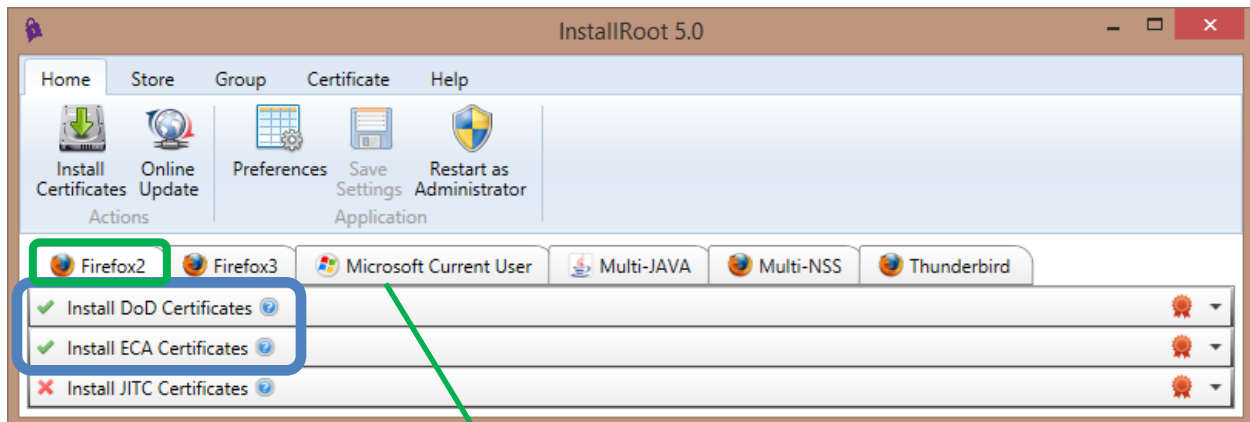 InstallRoot 5.0
Home Store Group Certificate Help
Install Certificates
Online Update
Preferences
Save Settings
Restart as Administrator
Actions
Application
Firefox2 Firefox3 Microsoft Current User Multi-JAVA Multi-NSS Thunderbird
Install DoD Certificates
Install ECA Certificates
Install JITC Certificates